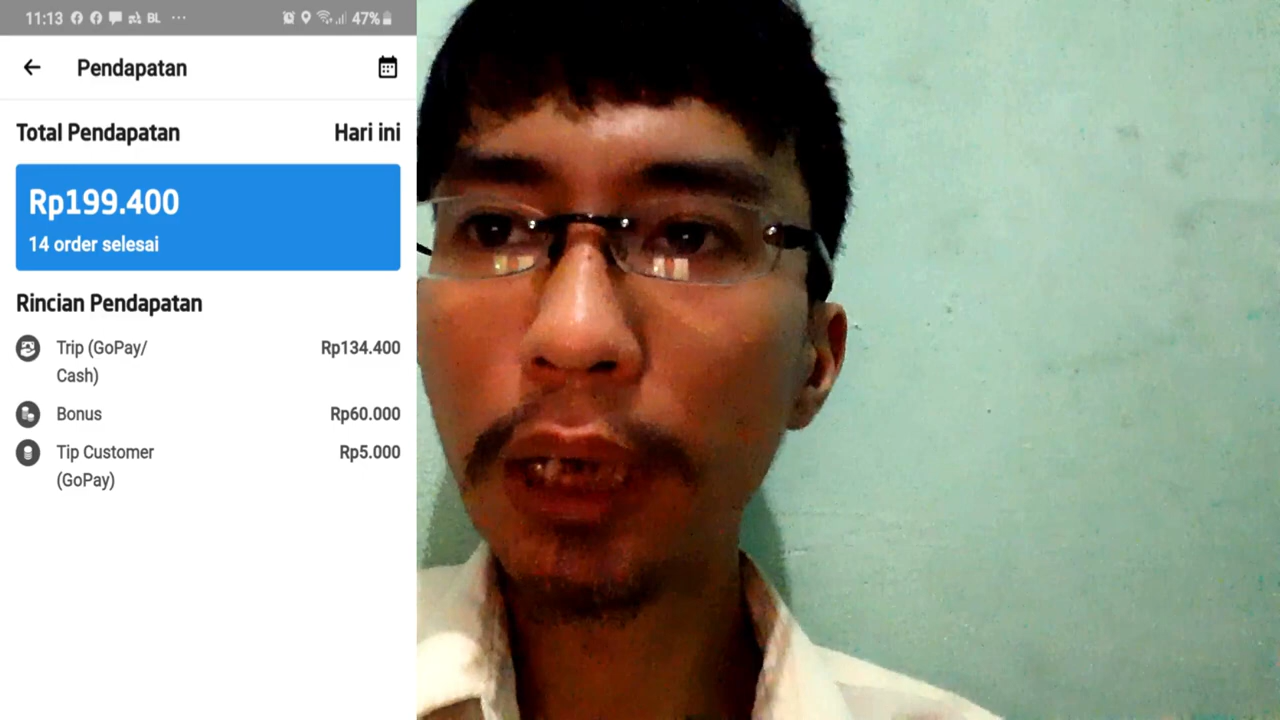 11:13 BL ... 47%
Pendapatan
Total Pendapatan Hari ini
Rp199.400
14 order selesai
Rincian Pendapatan
Trip (GoPay/ Rp134.400
Cash)
Bonus Rp60.000
Tip Customer Rp5.000
(GoPay)